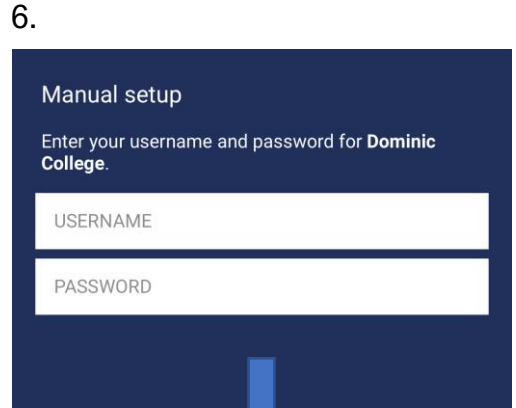 6.
Manual setup
Enter your username and password for Dominic
College.
USERNAME
PASSWORD